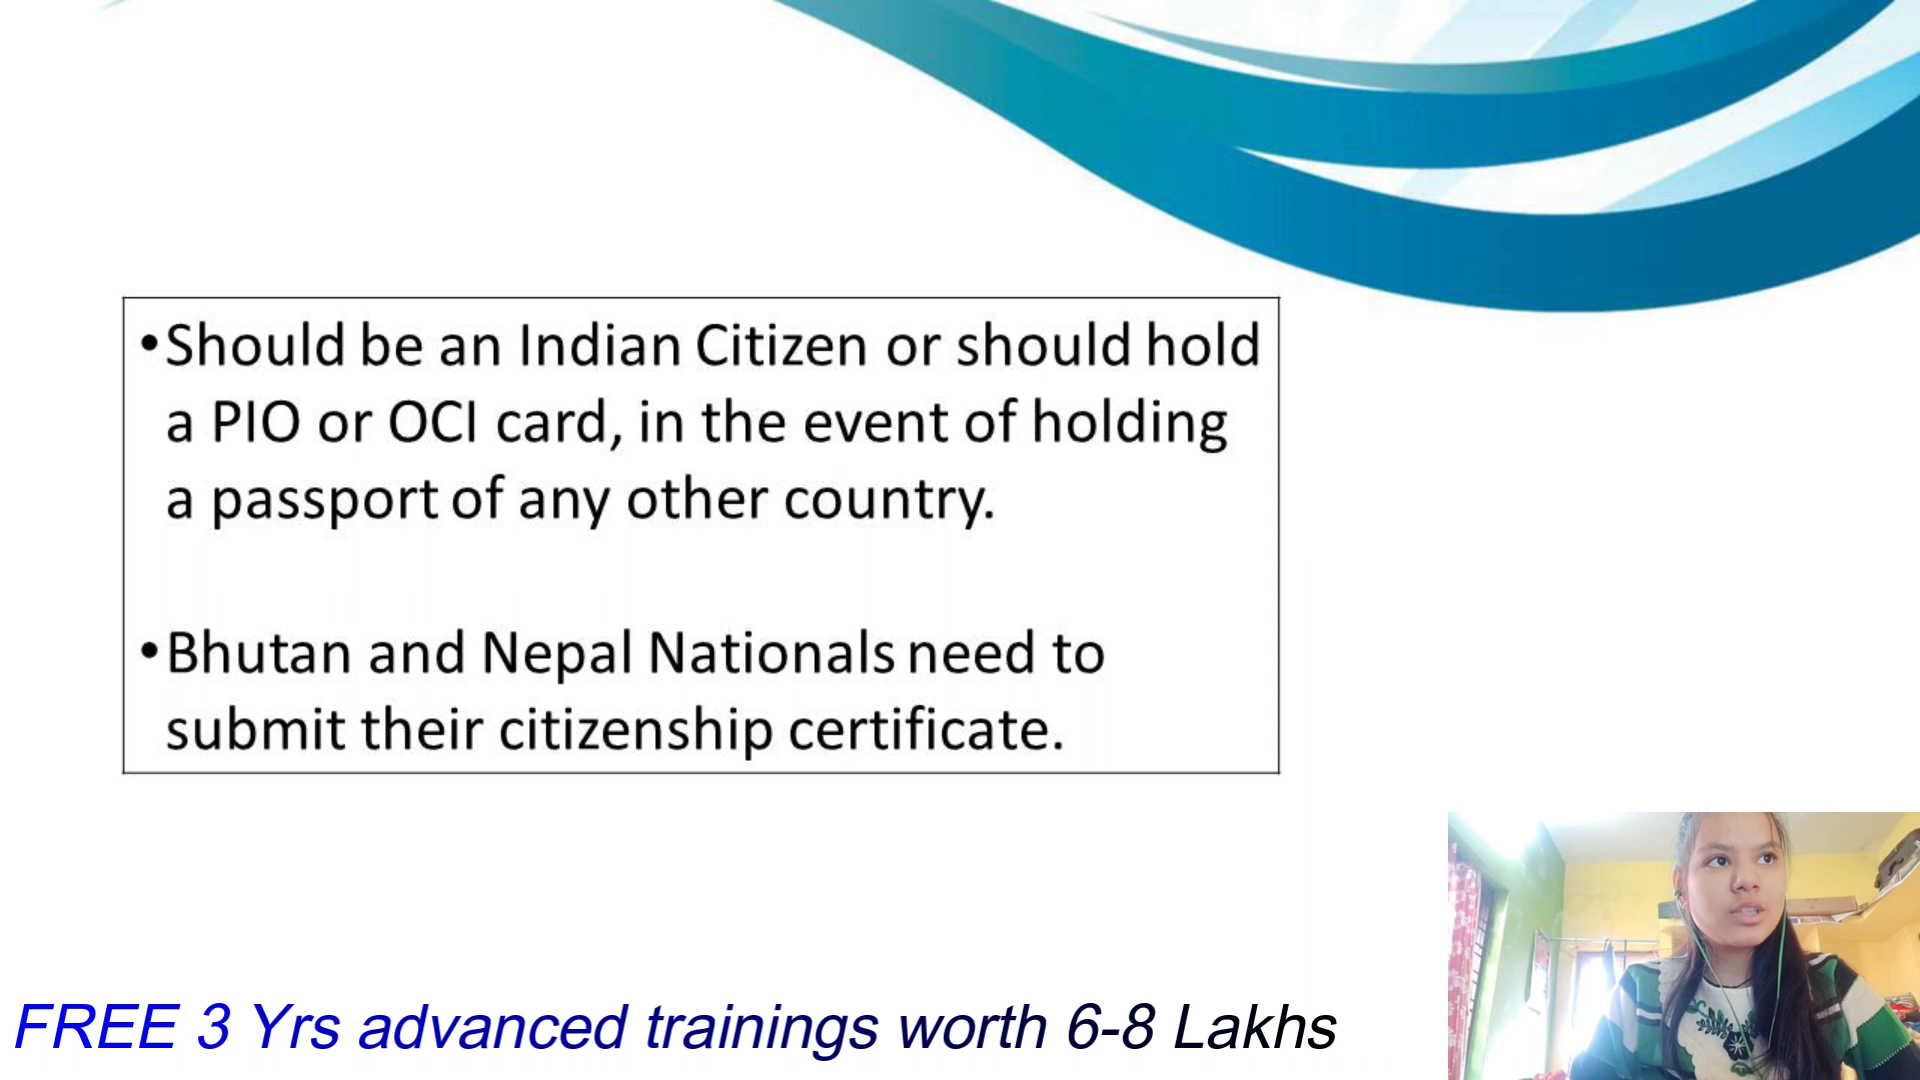 •Should be an Indian Citizen or should hold
a PIO or OCI card, in the event of holding
a passport of any other country.
•Bhutan and Nepal Nationals need to
submit their citizenship certificate.
FREE 3 Yrs advanced trainings worth 6-8 Lakhs